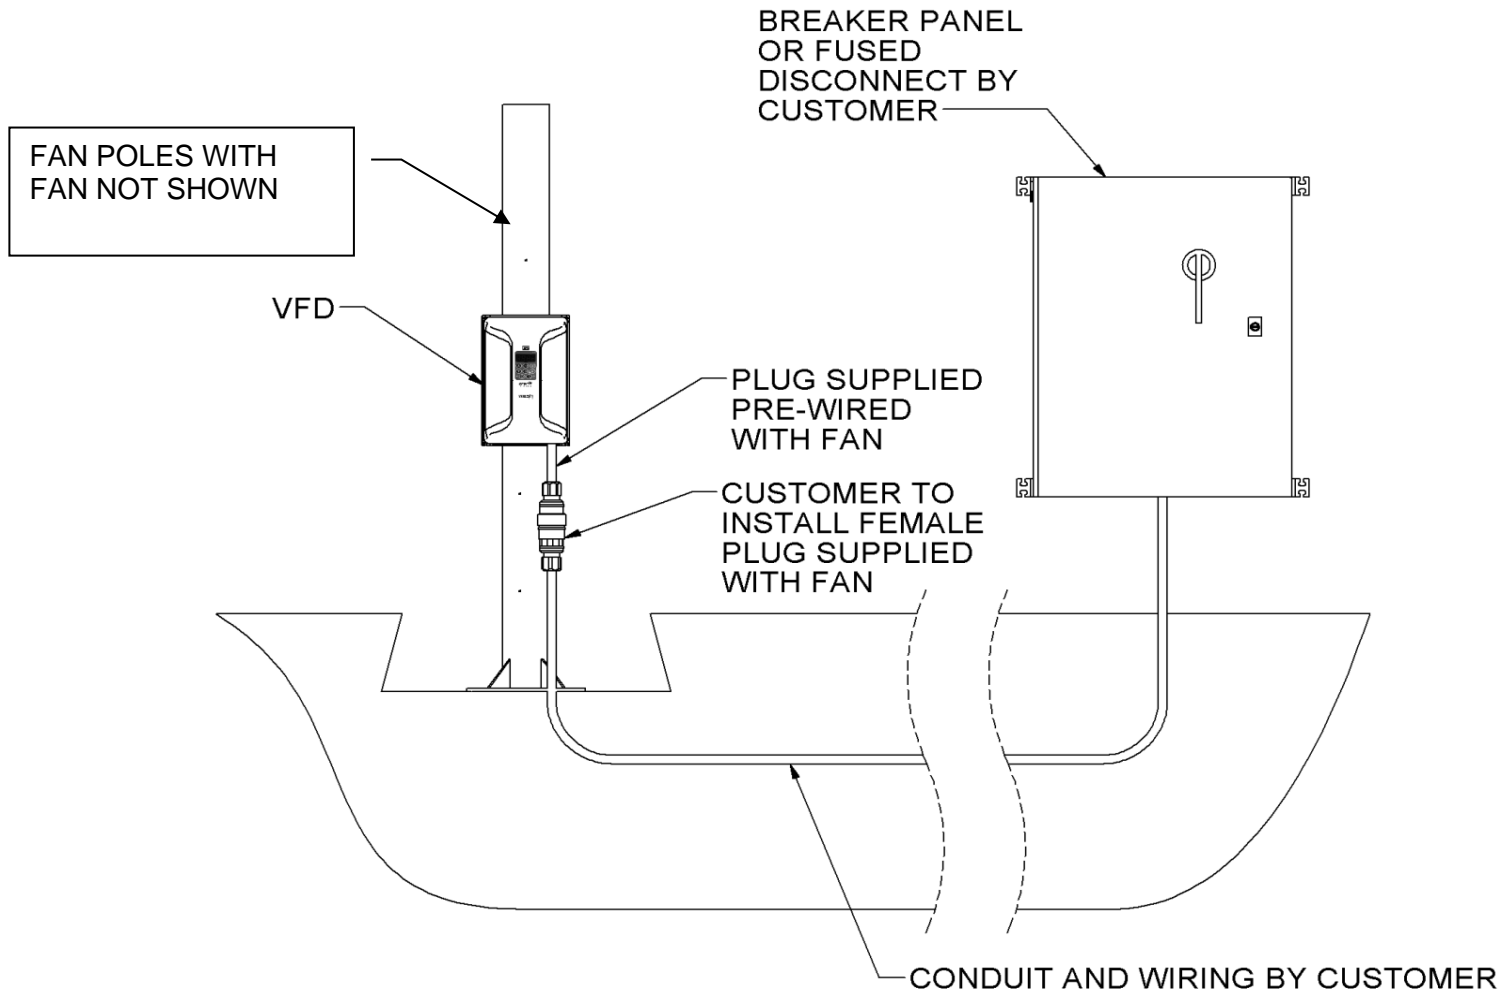 BREAKER PANEL
OR FUSED
DISCONNECT BY
CUSTOMER
FAN POLES WITH
FAN NOT SHOWN
VFD
PLUG SUPPLIED
PRE-WIRED
WITH FAN
CUSTOMER TO
INSTALL FEMALE
PLUG SUPPLIED
WITH FAN
CONDUIT AND WIRING BY CUSTOMER